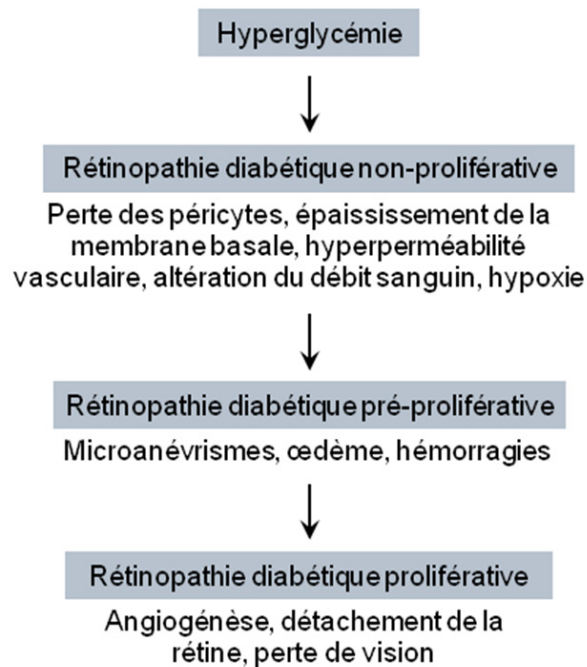 Hyperglycémie
Rétinopathie diabétique non-proliférative
Perte des péricytes, épaississement de la
membrane basale, hyperperméabilité
vasculaire, altération du débit sanguin, hypoxie
Rétinopathie diabétique pré-proliférative
Microanévrismes, œdème, hémorragies
Rétinopathie diabétique proliférative
Angiogénèse, détachement de la
rétine, perte de vision